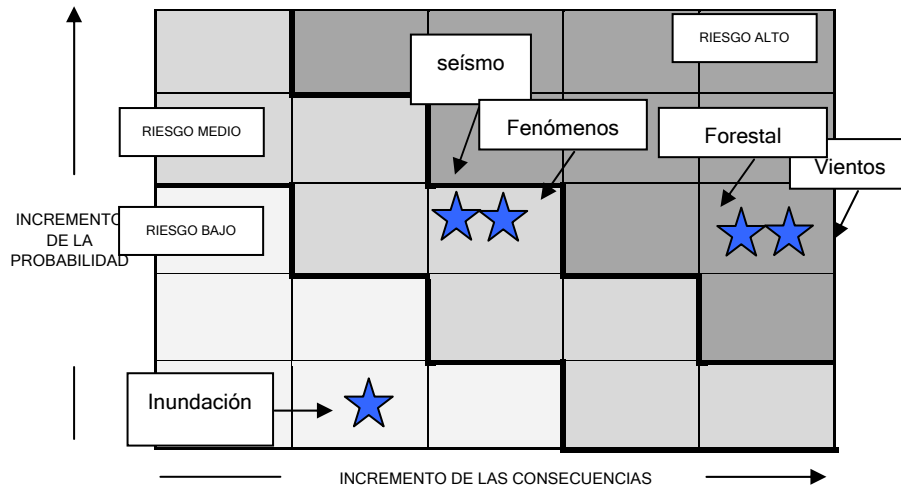 RIESGO ALTO
seísmo
Fenómenos
Forestal
RIESGO MEDIO
Vientos
INCREMENTO
DE LA
PROBABILIDAD
RIESGO BAJO
Inundación
INCREMENTO DE LAS CONSECUENCIAS